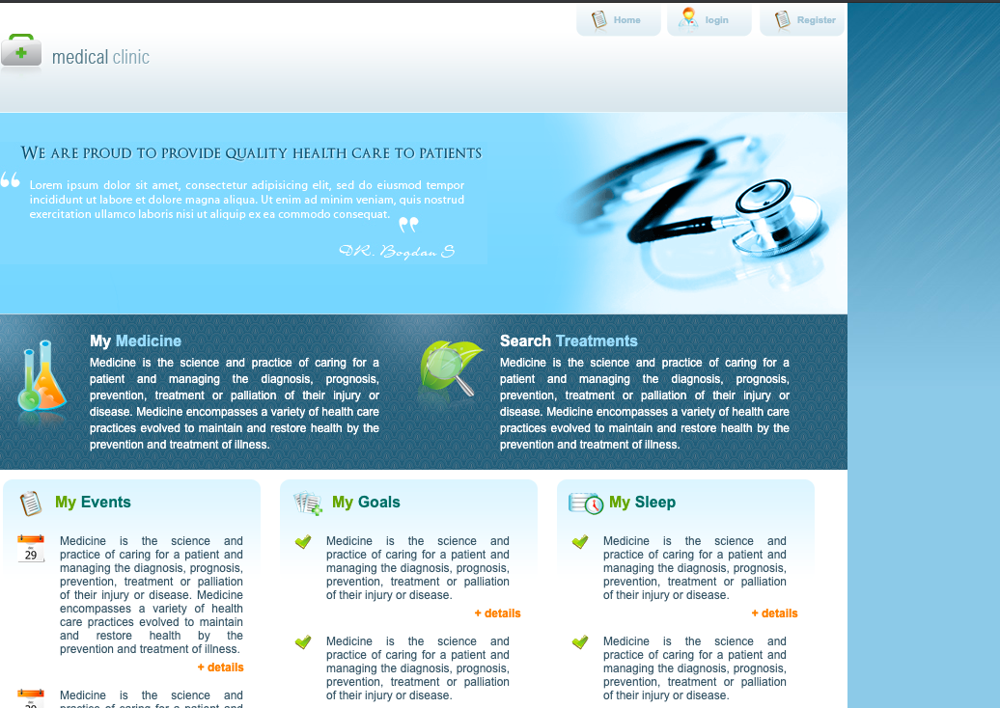 Home
login
Register
medical clinic
WE ARE PROUD TO PROVIDE QUALITY HEALTH CARE TO PATIENTS
“
Lorem ipsum dolor sit amet, consectetur adipisicing elit, sed do eiusmod tempor
incididunt ut labore et dolore magna aliqua. Ut enim ad minim veniam, quis nostrud
exercitation ullamco laboris nisi ut aliquip ex ea commodo consequat.
”
DR. Bogdan S
My Medicine
Medicine is the science and practice of caring for a
patient and managing the diagnosis, prognosis,
prevention, treatment or palliation of their injury or
disease. Medicine encompasses a variety of health care
practices evolved to maintain and restore health by the
prevention and treatment of illness.
Search Treatments
Medicine is the science and practice of caring for a
patient and managing the diagnosis, prognosis,
prevention, treatment or palliation of their injury or
disease. Medicine encompasses a variety of health care
practices evolved to maintain and restore health by the
prevention and treatment of illness.
My Events
29
Medicine is the science and
practice of caring for a patient and
managing the diagnosis, prognosis,
prevention, treatment or palliation
of their injury or disease. Medicine
encompasses a variety of health
care practices evolved to maintain
and restore health by the
prevention and treatment of illness.
+ details
29
Medicine is the science and
practice of caring for a patient and
My Goals
Medicine is the science and
practice of caring for a patient and
managing the diagnosis, prognosis,
prevention, treatment or palliation
of their injury or disease.
+ details
Medicine is the science and
practice of caring for a patient and
managing the diagnosis, prognosis,
prevention, treatment or palliation
of their injury or disease.
My Sleep
Medicine is the science and
practice of caring for a patient and
managing the diagnosis, prognosis,
prevention, treatment or palliation
of their injury or disease.
+ details
Medicine is the science and
practice of caring for a patient and
managing the diagnosis, prognosis,
prevention, treatment or palliation
of their injury or disease.